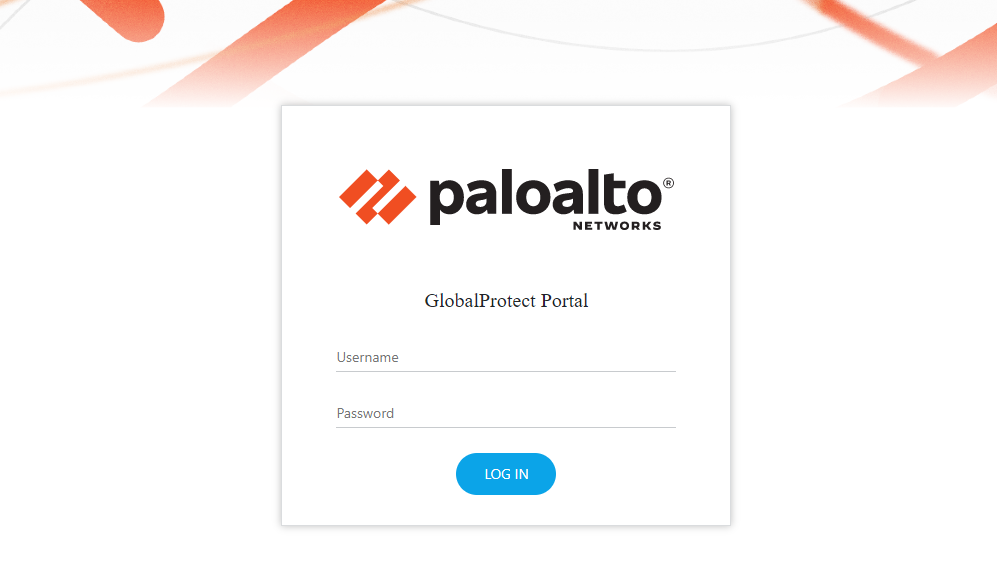 paloalto®
NETWORKS
GlobalProtect Portal
Username
Password
LOG IN